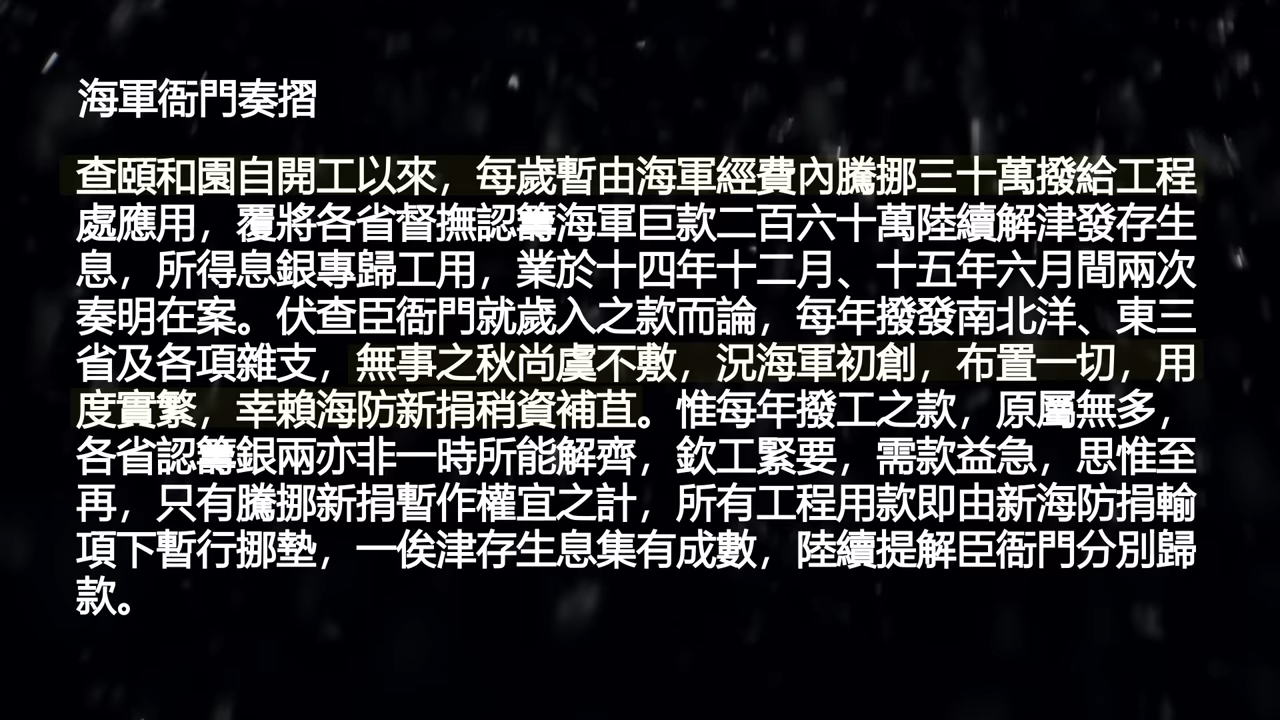 海軍衙門奏摺
查頤和園自開工以來，每歲暫由海軍經費內騰挪三十萬撥給工程
處應用，覆將各省督撫認籌海軍巨款二百六十萬陸續解津發存生
息，所得息銀專歸工用，業於十四年十二月、十五年六月間兩次
奏明在案。伏查臣衙門就歲入之款而論，每年撥發南北洋、東三
省及各項雜支，無事之秋尚虞不敷，況海軍初創，布置一切，用
度實繁，幸賴海防新捐稍資補苴。惟每年撥工之款，原屬無多，
各省認籌銀兩亦非一時所能解齊，欽工緊要，需款益急，思惟至
再，只有騰挪新捐暫作權宜之計，所有工程用款即由新海防捐輸
項下暫行挪墊，一俟津存生息集有成數，陸續提解臣衙門分別歸
款。